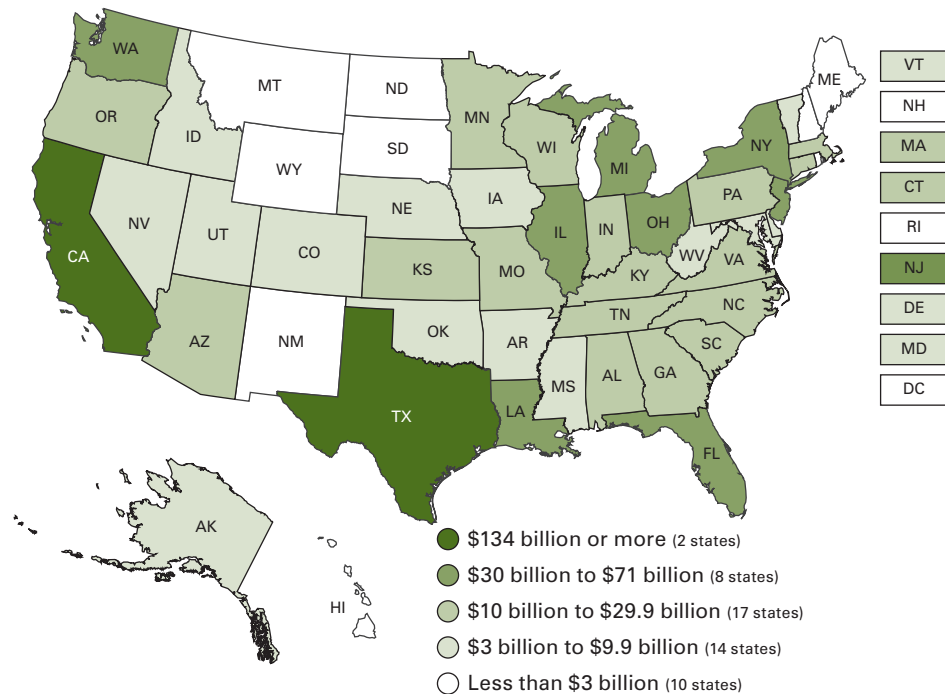 WA
MT
ND
ME
VT
NH
OR
ID
MN
WY
SD
WI
MI
NY
MA
CT
RI
NJ
DE
MD
DC
NV
UT
CO
NE
IA
IL
IN
OH
PA
WV
VA
CA
KS
MO
KY
NC
TN
AZ
NM
OK
AR
SC
MS
AL
GA
TX
LA
FL
AK
HI
$134 billion or more (2 states)
$30 billion to $71 billion (8 states)
$10 billion to $29.9 billion (17 states)
$3 billion to $9.9 billion (14 states)
Less than $3 billion (10 states)